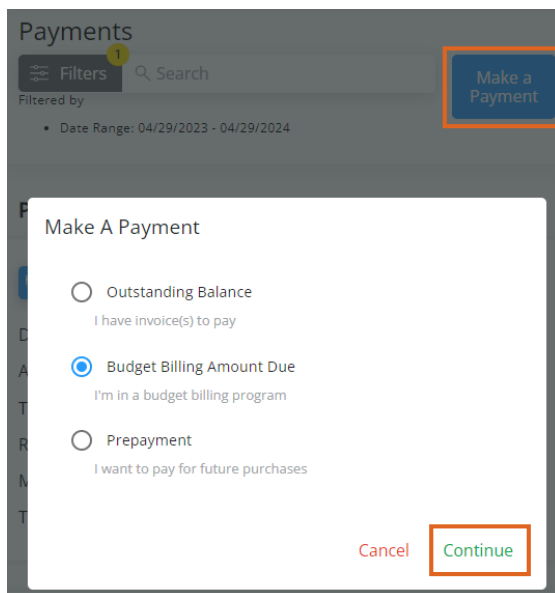 Payments
1
Filters
Search
Make a
Payment
Filtered by
• Date Range: 04/29/2023 - 04/29/2024
P
Make A Payment
Outstanding Balance
I have invoice(s) to pay
D
A
Budget Billing Amount Due
I'm in a budget billing program
T
R
Prepayment
I want to pay for future purchases
M
T
Cancel
Continue